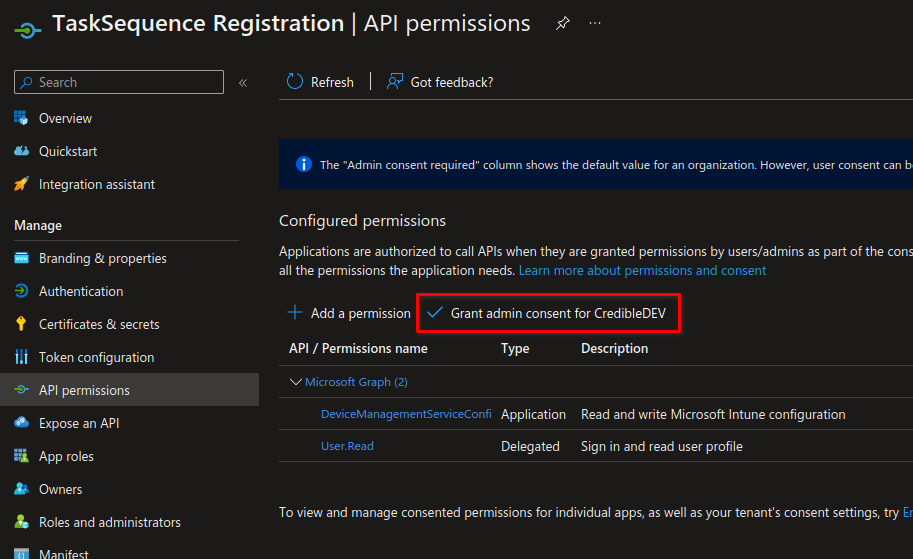 TaskSequence Registration | API permissions
Search
Refresh
Got feedback?
Overview
Quickstart
Integration assistant
Manage
Branding & properties
Authentication
Certificates & secrets
Token configuration
API permissions
Expose an API
App roles
Owners
Roles and administrators
Manifest
The "Admin consent required" column shows the default value for an organization. However, user consent can be
Configured permissions
Applications are authorized to call APIs when they are granted permissions by users/admins as part of the cons
all the permissions the application needs. Learn more about permissions and consent
Add a permission
Grant admin consent for CredibleDEV
API / Permissions name Type Description
Microsoft Graph (2)
DeviceManagementServiceConfi Application Read and write Microsoft Intune configuration
User.Read Delegated Sign in and read user profile
To view and manage consented permissions for individual apps, as well as your tenant's consent settings, try En